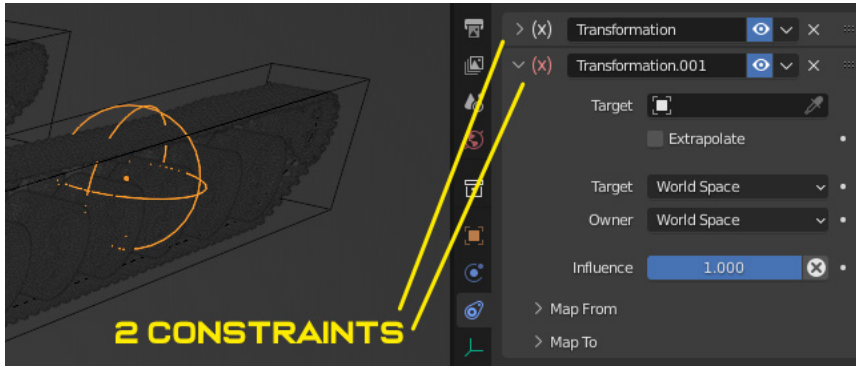 (x) Transformation
(x) Transformation.001
Target
Extrapolate
Target World Space
Owner World Space
Influence 1.000
Map From
Map To
2 CONSTRAINTS